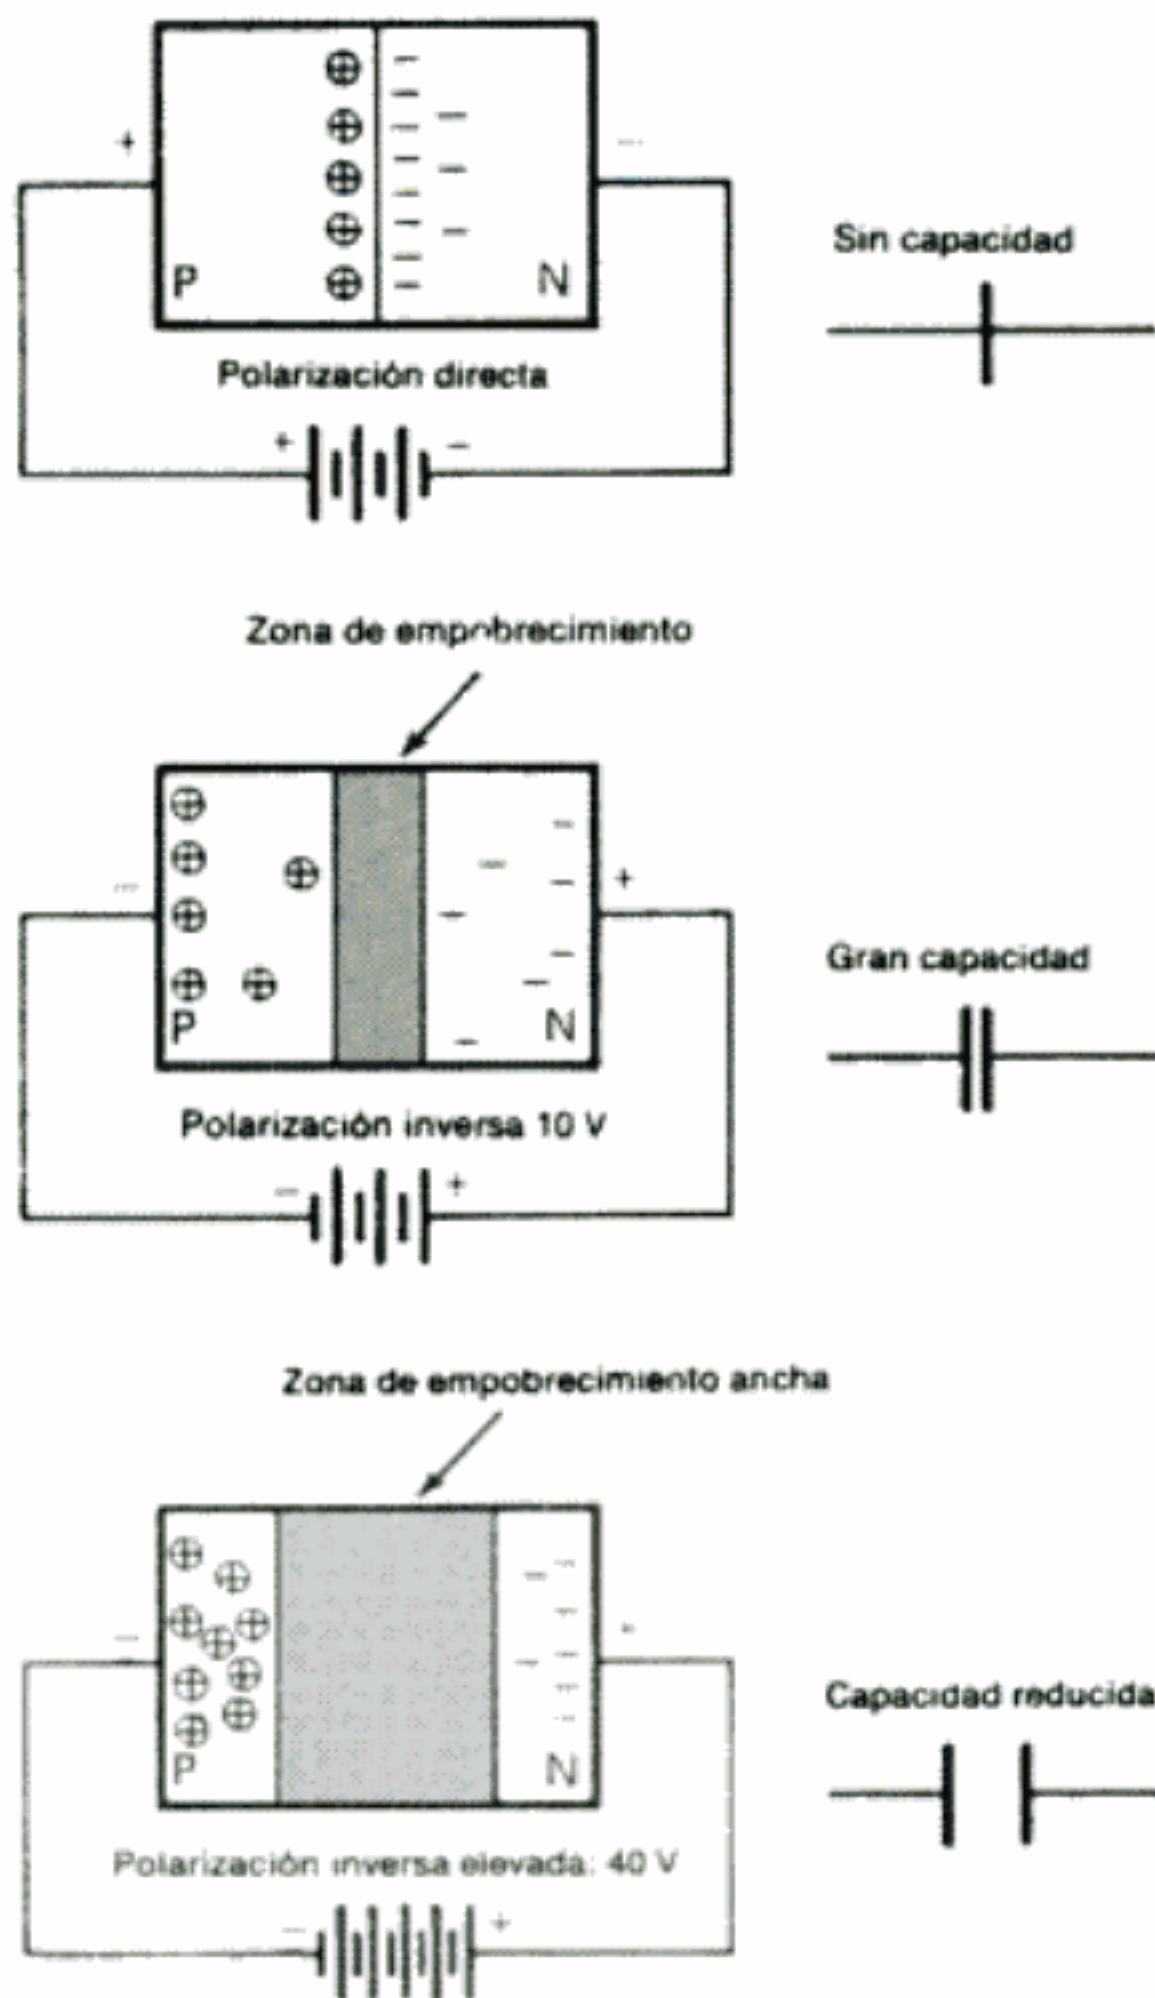 +
−
P
N
Sin capacidad
Polarización directa
+
−
Zona de empobrecimiento
−
+
P
N
Gran capacidad
Polarización inversa 10 V
−
+
Zona de empobrecimiento ancha
−
+
P
N
Capacidad reducida
Polarización inversa elevada: 40 V
−
+